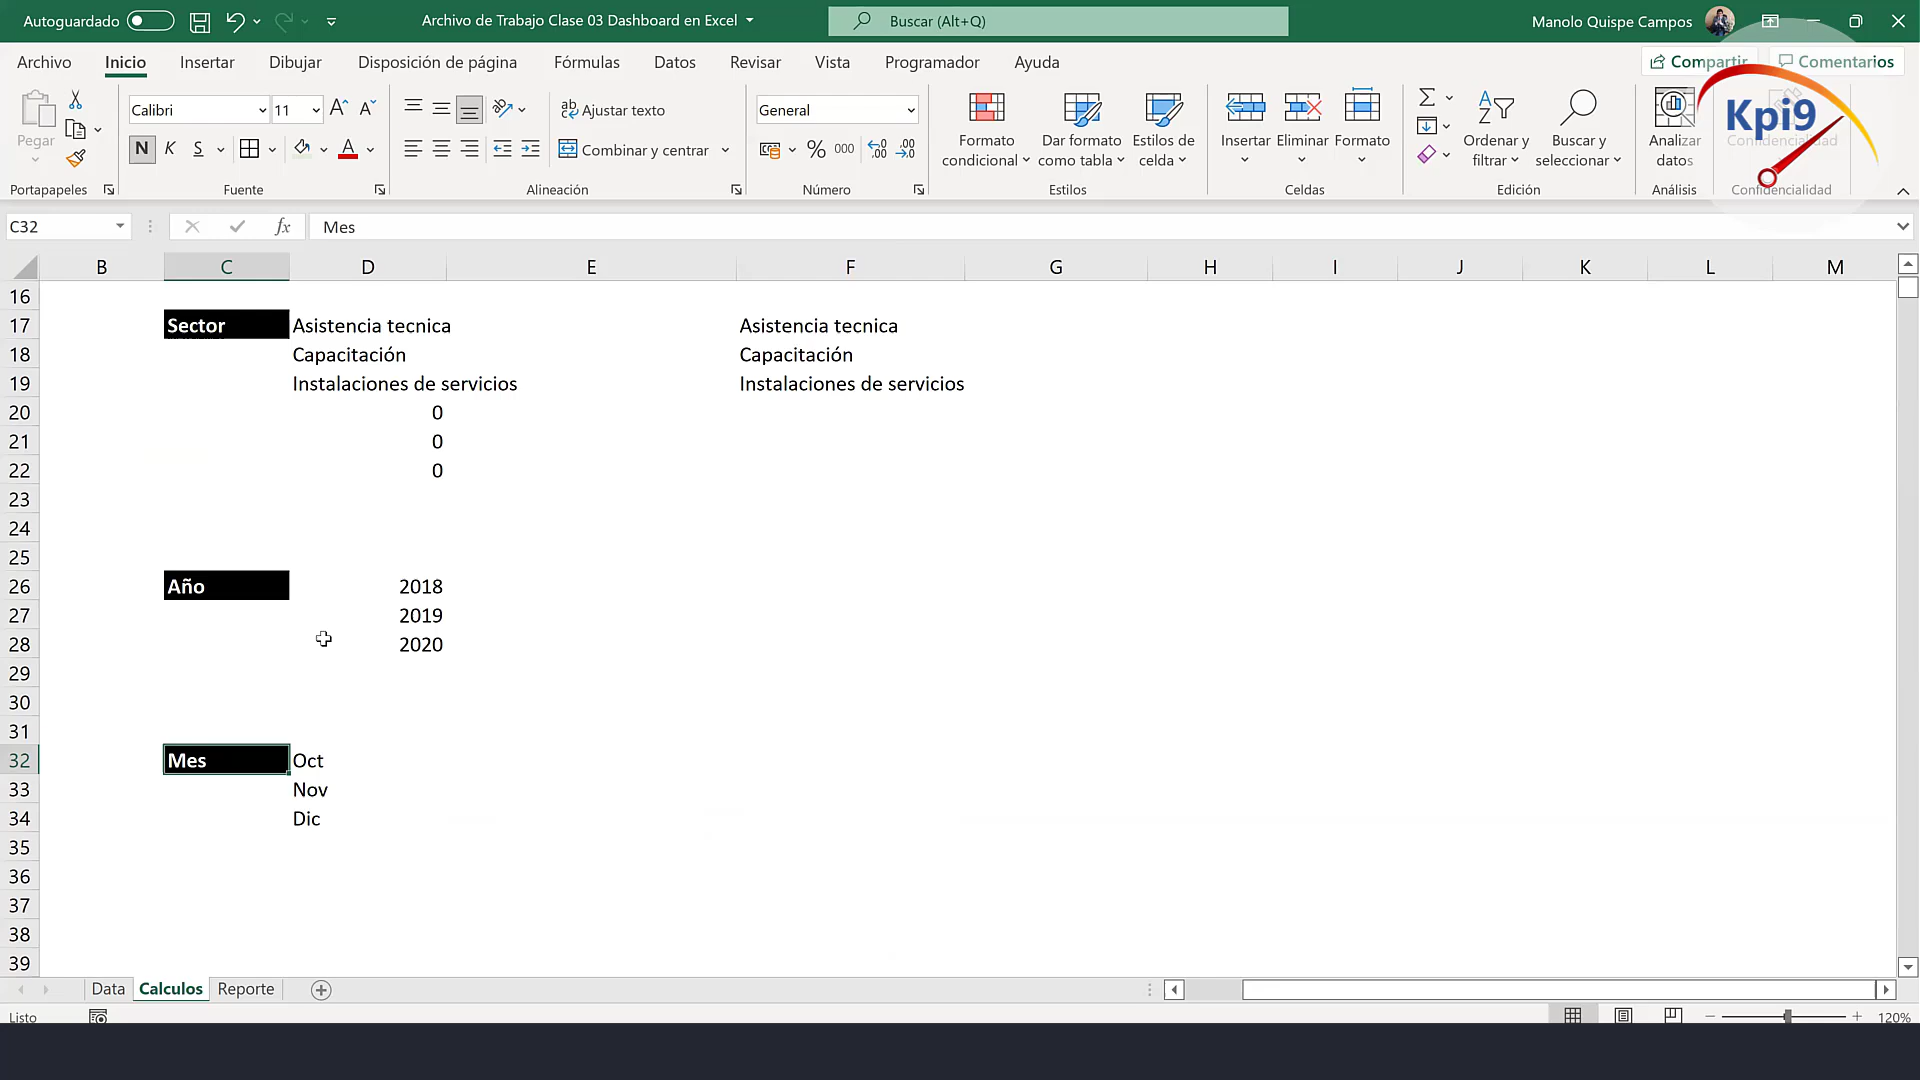 Autoguardado
Archivo de Trabajo Clase 03 Dashboard en Excel
Buscar (Alt+Q)
Manolo Quispe Campos
Archivo Inicio Insertar Dibujar Disposición de página Fórmulas Datos Revisar Vista Programador Ayuda
Compartir Comentarios
Pegar
Calibri 11
N K S
Ajustar texto
Combinar y centrar
General
% 000
Formato condicional
Dar formato como tabla
Estilos de celda
Insertar Eliminar Formato
Ordenar y filtrar
Buscar y seleccionar
Analizar datos
Confidencialidad
Kpi9
Portapapeles Fuente Alineación Número Estilos Celdas Edición Análisis Confidencialidad
C32 fx Mes
B C D E F G H I J K L M
16
17 Sector Asistencia tecnica Asistencia tecnica
18 Capacitación Capacitación
19 Instalaciones de servicios Instalaciones de servicios
20 0
21 0
22 0
23
24
25
26 Año 2018
27 2019
28 2020
29
30
31
32 Mes Oct
33 Nov
34 Dic
35
36
37
38
39
Data Calculos Reporte
Listo
120%